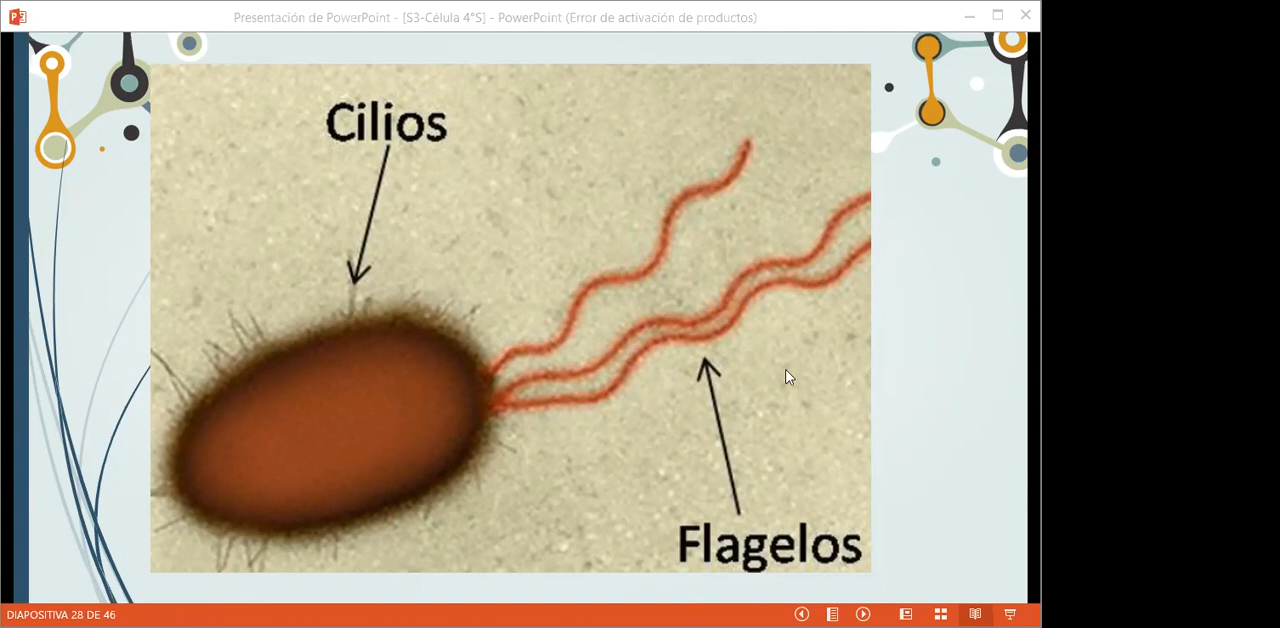 Presentación de PowerPoint - [S3-Célula 4°S] - PowerPoint (Error de activación de productos)
Cilios
Flagelos
DIAPOSITIVA 28 DE 46